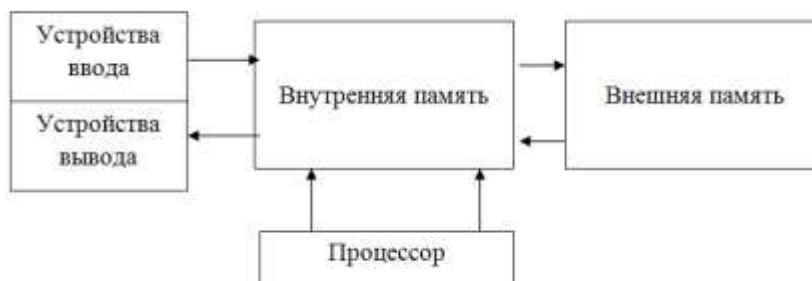 Устройства
ввода
Устройства
вывода
Внутренняя память
Внешняя память
Процессор